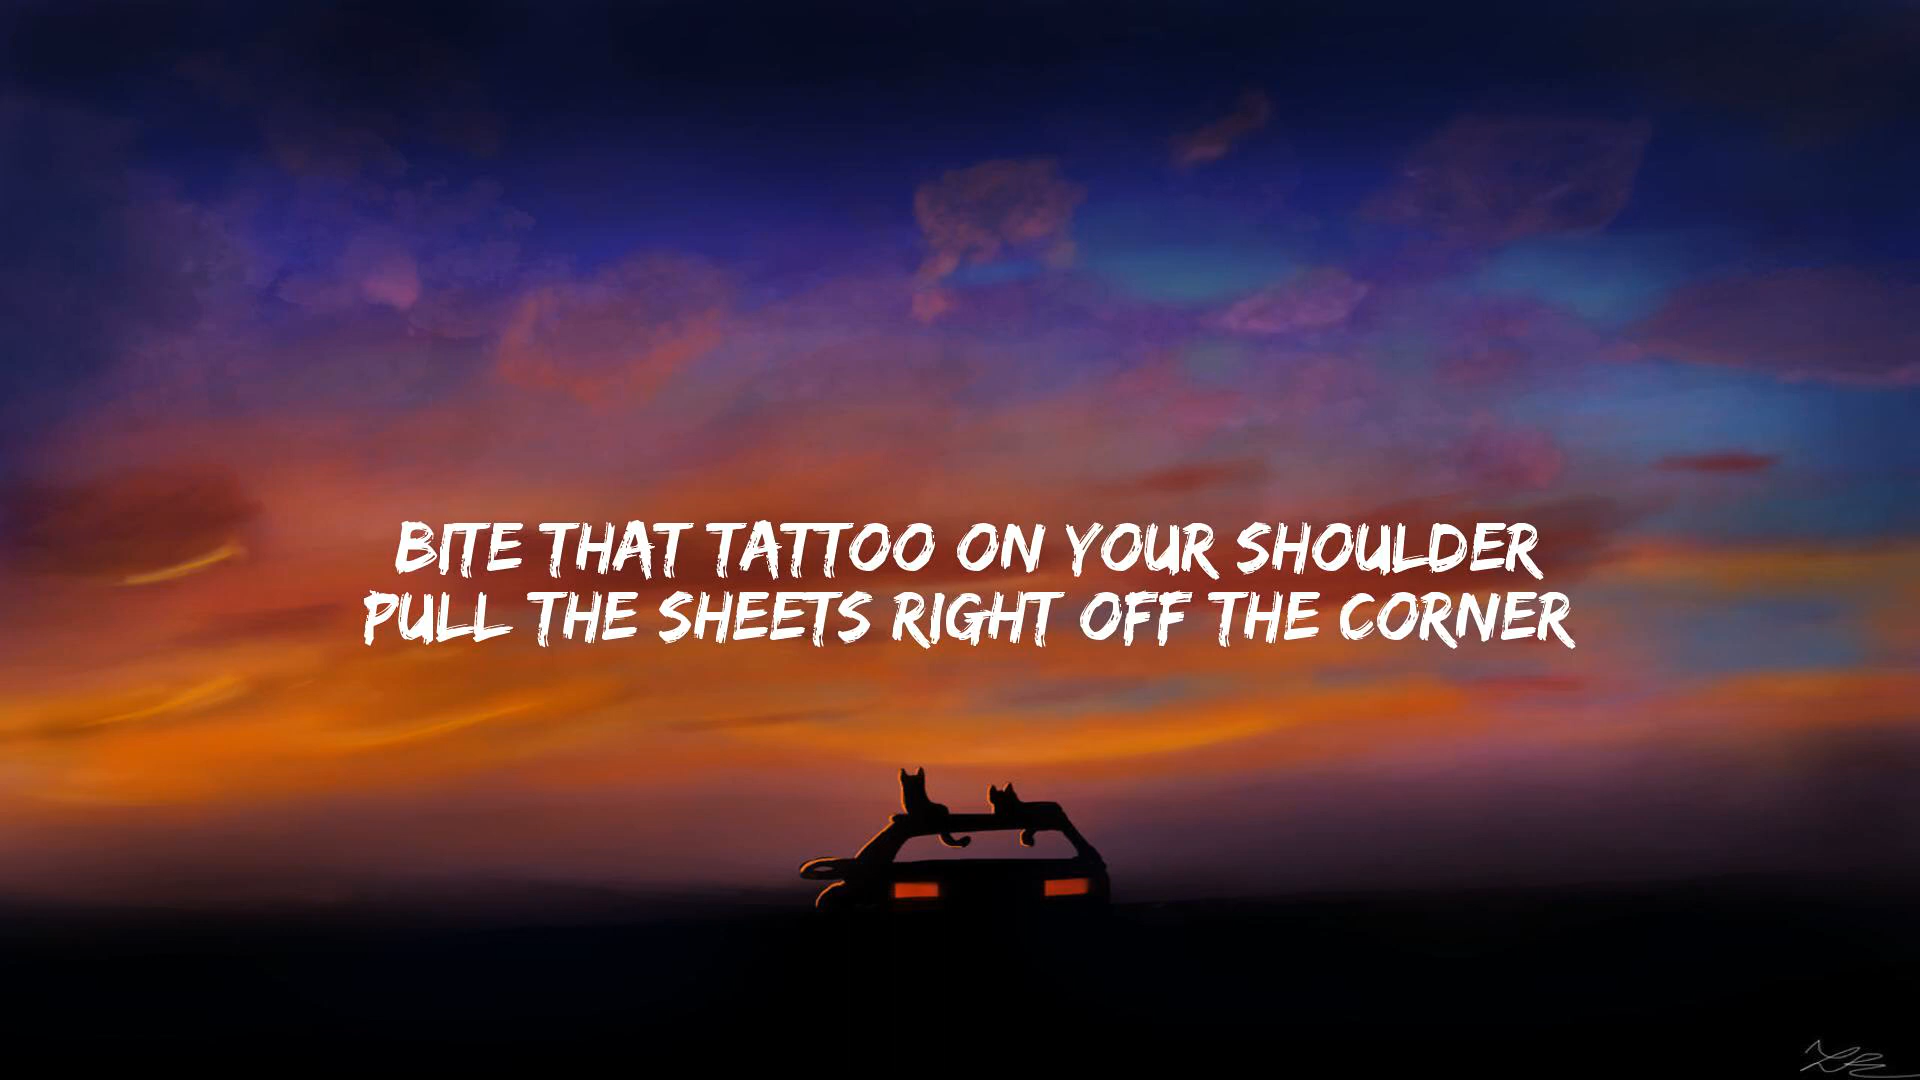 BITE THAT TATTOO ON YOUR SHOULDER
PULL THE SHEETS RIGHT OFF THE CORNER